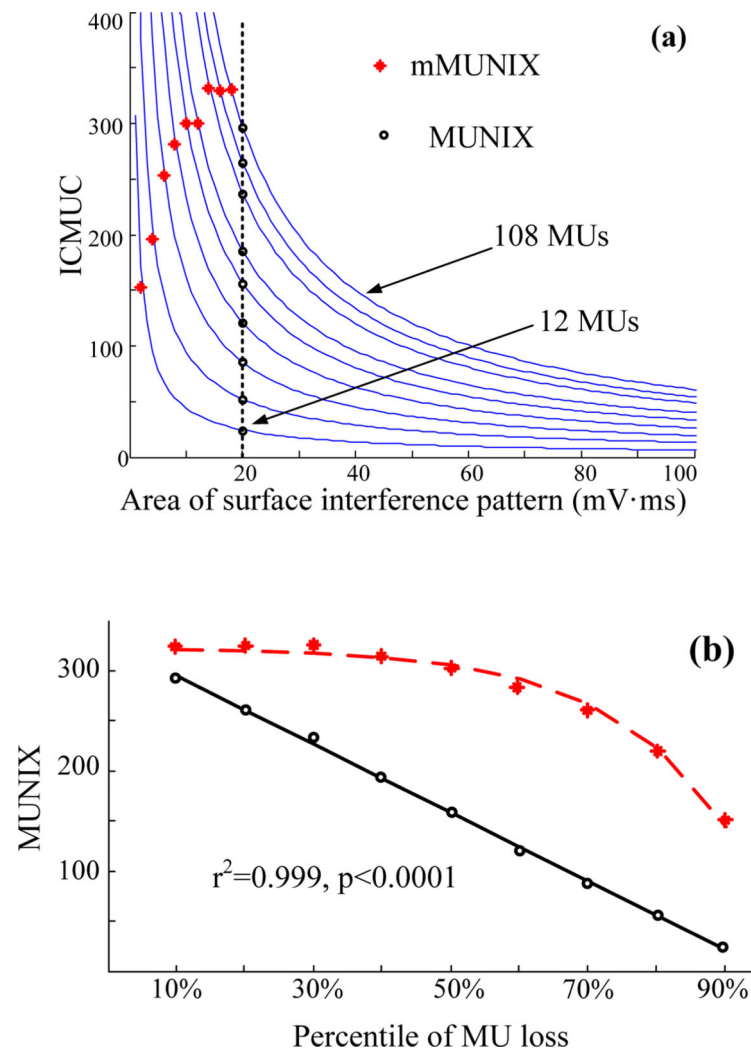 400
300
200
100
0
ICMUC
(a)
mMUNIX
MUNIX
108 MUs
12 MUs
20
40
60
80
100
Area of surface interference pattern (mV·ms)
300
200
100
MUNIX
(b)
r²=0.999, p<0.0001
10%
30%
50%
70%
90%
Percentile of MU loss